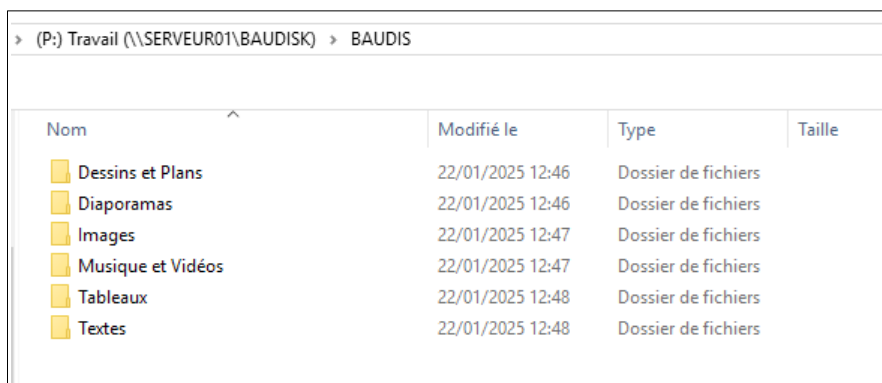 > (P:) Travail (\\SERVEUR01\BAUDISK) > BAUDIS
Nom Modifié le Type Taille
Dessins et Plans 22/01/2025 12:46 Dossier de fichiers
Diaporamas 22/01/2025 12:46 Dossier de fichiers
Images 22/01/2025 12:47 Dossier de fichiers
Musique et Vidéos 22/01/2025 12:47 Dossier de fichiers
Tableaux 22/01/2025 12:48 Dossier de fichiers
Textes 22/01/2025 12:48 Dossier de fichiers